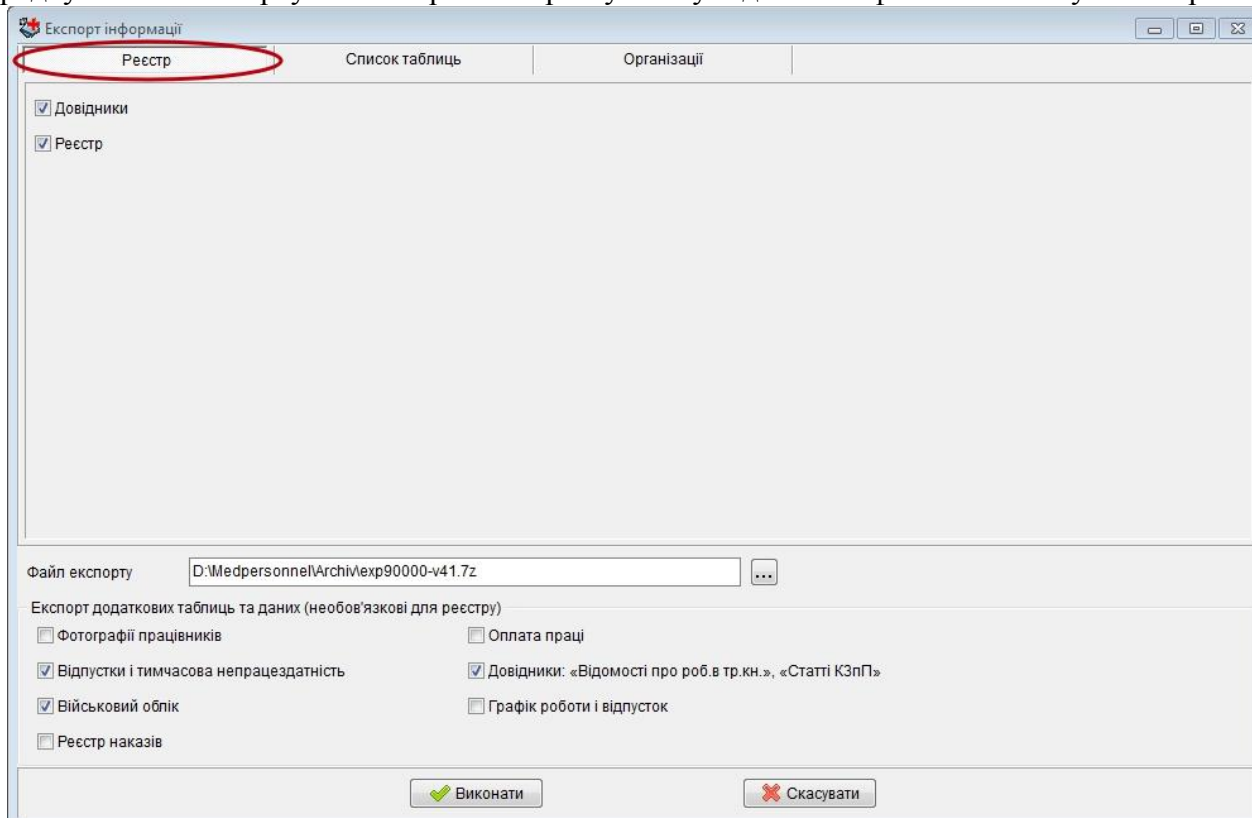 Експорт інформації
Реєстр Список таблиць Організації
Довідники
Реєстр
Файл експорту D:\Medpersonnel\Archiv\exp90000-v41.7z ...
Експорт додаткових таблиць та даних (необов'язкові для реєстру)
Фотографії працівників Оплата праці
Відпустки і тимчасова непрацездатність Довідники: «Відомості про роб.в тр.кн.», «Статті КЗпП»
Військовий облік Графік роботи і відпусток
Реєстр наказів
Виконати Скасувати